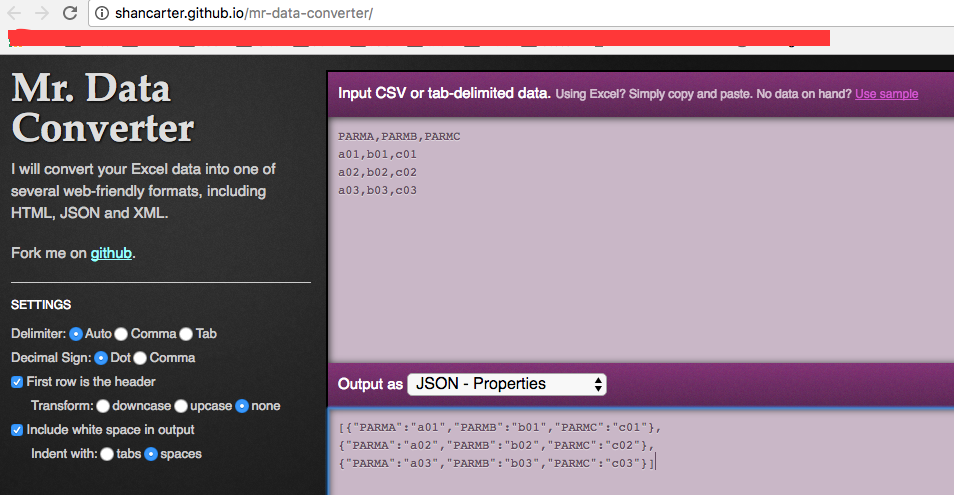 shancarter.github.io/mr-data-converter/
Mr. Data
Converter
I will convert your Excel data into one of
several web-friendly formats, including
HTML, JSON and XML.
Fork me on github.
SETTINGS
Delimiter: Auto Comma Tab
Decimal Sign: Dot Comma
First row is the header
Transform: downcase upcase none
Include white space in output
Indent with: tabs spaces
Input CSV or tab-delimited data. Using Excel? Simply copy and paste. No data on hand? Use sample
PARMA,PARMB,PARMC
a01,b01,c01
a02,b02,c02
a03,b03,c03
Output as JSON - Properties
[{"PARMA":"a01","PARMB":"b01","PARMC":"c01"},
{"PARMA":"a02","PARMB":"b02","PARMC":"c02"},
{"PARMA":"a03","PARMB":"b03","PARMC":"c03"}]